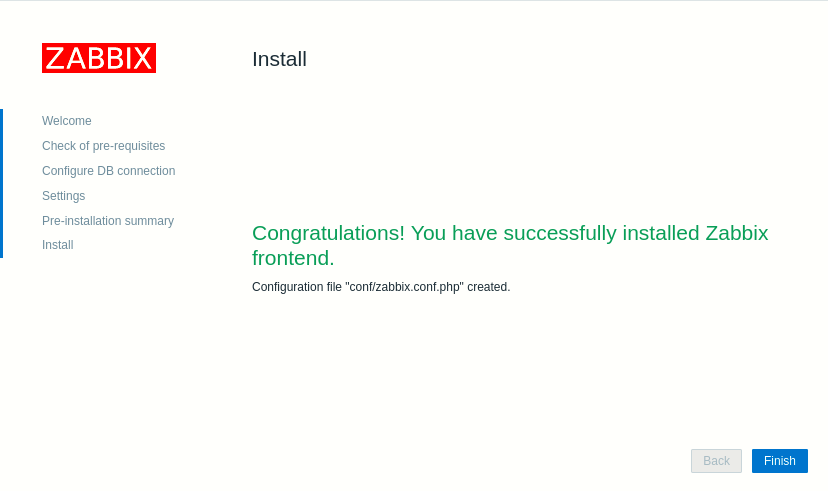 ZABBIX
Install
Welcome
Check of pre-requisites
Configure DB connection
Settings
Pre-installation summary
Install
Congratulations! You have successfully installed Zabbix
frontend.
Configuration file "conf/zabbix.conf.php" created.
Back
Finish